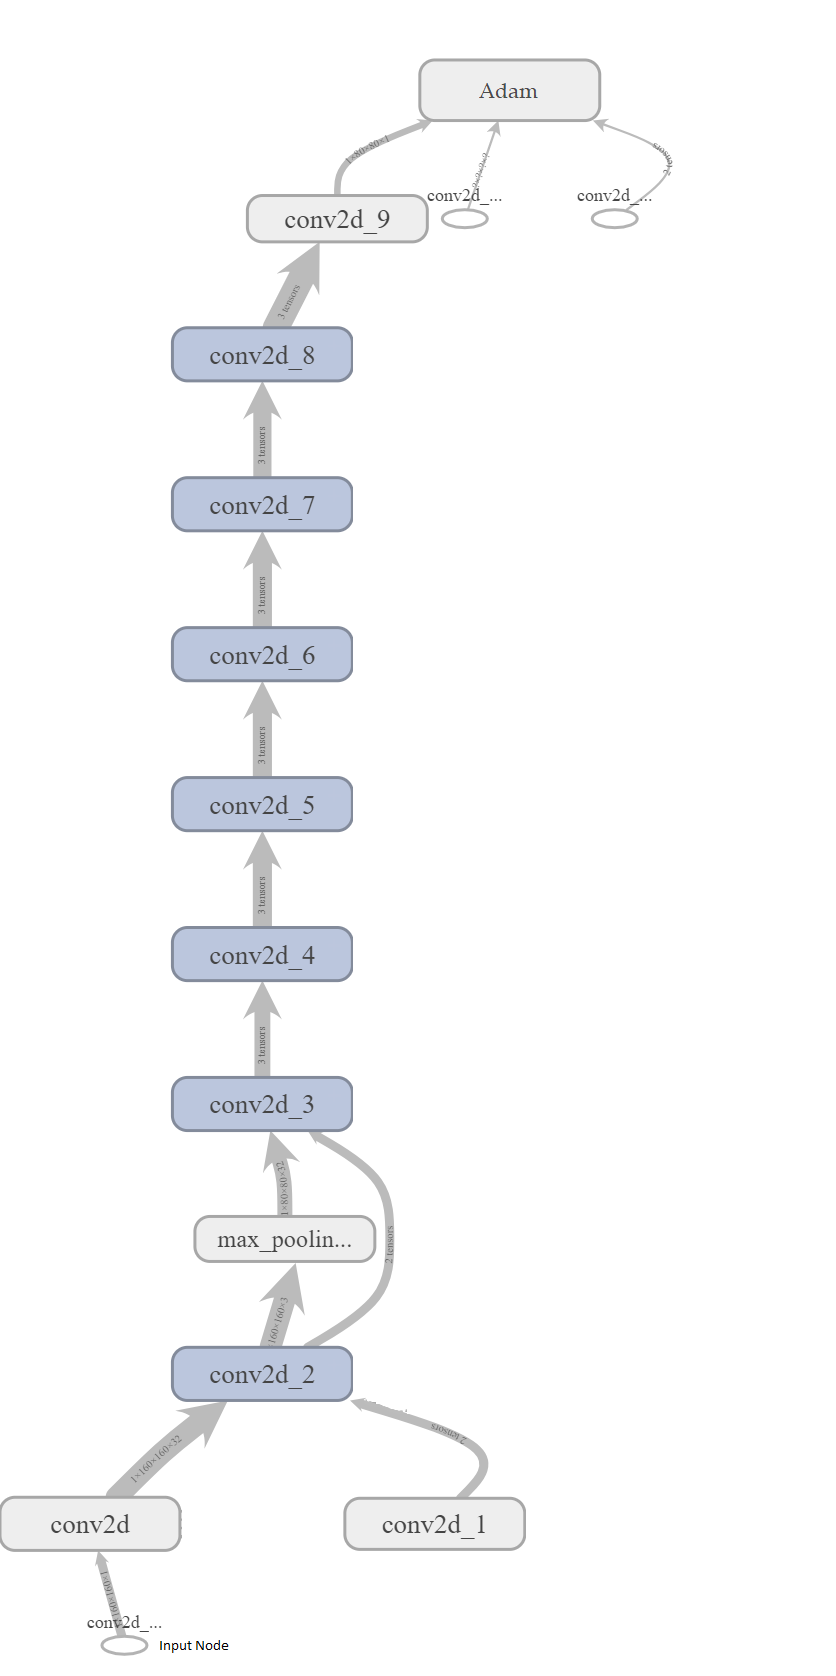 Adam
1×80×80×1
?×?×?×?
2 tensors
conv2d_...
conv2d_...
conv2d_9
3 tensors
conv2d_8
3 tensors
conv2d_7
3 tensors
conv2d_6
3 tensors
conv2d_5
3 tensors
conv2d_4
3 tensors
conv2d_3
1×80×80×32
max_poolin...
2 tensors
160×160×3
conv2d_2
2 tensors
1×160×160×32
conv2d
conv2d_1
1×160×160×
conv2d_...
Input Node